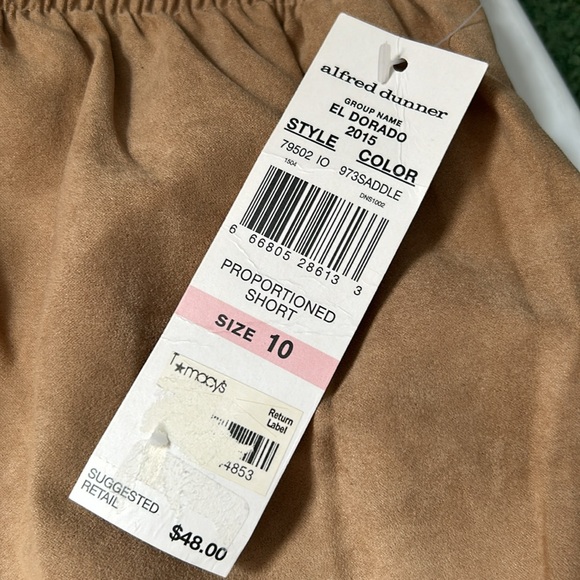 alfred dunner
GROUP NAME
EL DORADO
2015
STYLE COLOR
79502 IO 973SADDLE
1504 DNS1002
6 66805 28613 3
PROPORTIONED
SHORT
SIZE 10
T★macy's
Return
Label
4853
SUGGESTED
RETAIL
$48.00